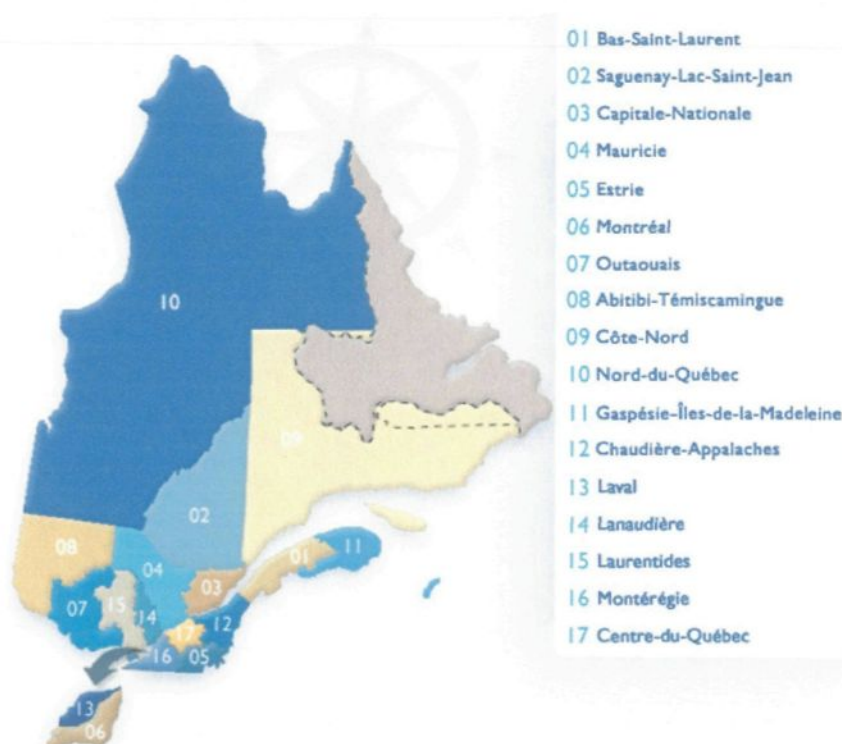 01 Bas-Saint-Laurent
02 Saguenay-Lac-Saint-Jean
03 Capitale-Nationale
04 Mauricie
05 Estrie
06 Montréal
07 Outaouais
08 Abitibi-Témiscamingue
09 Côte-Nord
10 Nord-du-Québec
11 Gaspésie-Îles-de-la-Madeleine
12 Chaudière-Appalaches
13 Laval
14 Lanaudière
15 Laurentides
16 Montérégie
17 Centre-du-Québec
10
09
02
08
04
01
11
03
07
15
14
17
12
16
05
13
06